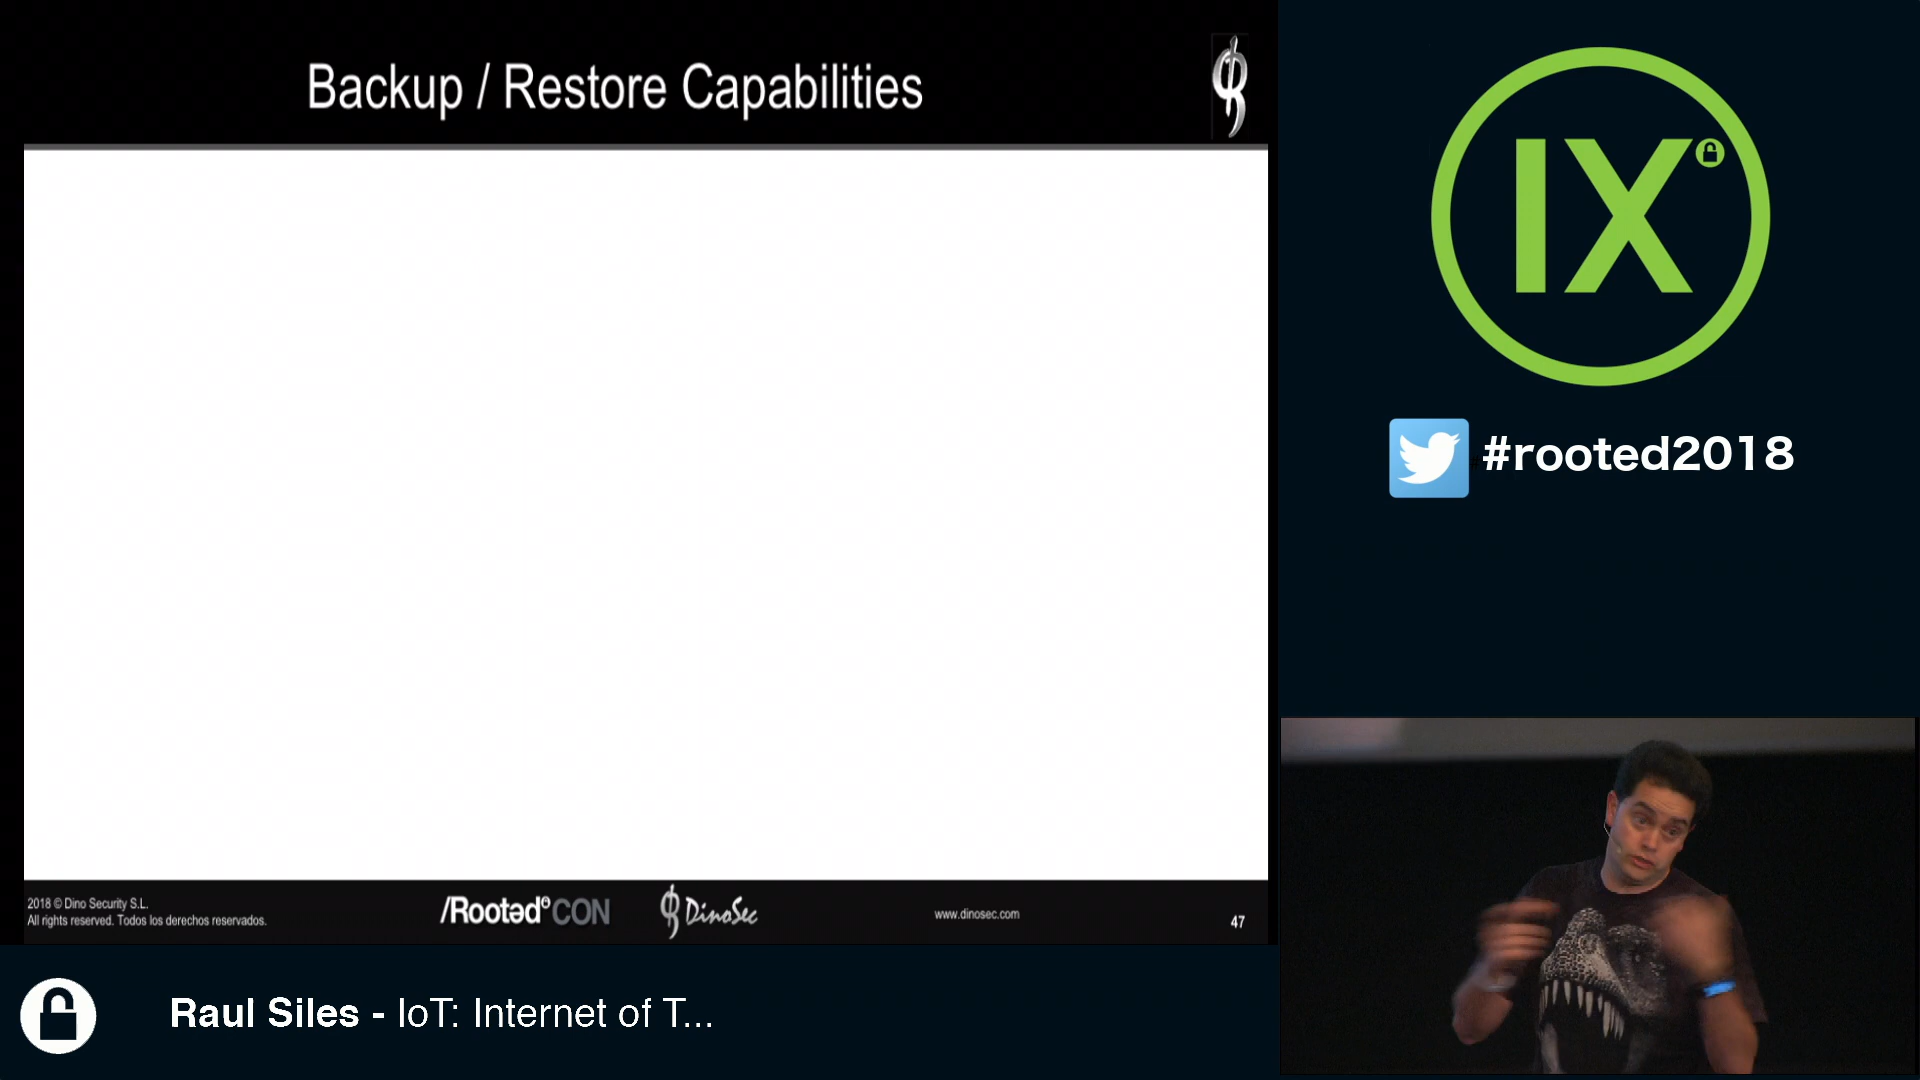 Backup / Restore Capabilities
IX
#rooted2018
2018 © Dino Security S.L.
All rights reserved. Todos los derechos reservados.
/Rooted CON
DinoSec
www.dinosec.com
47
Raul Siles - IoT: Internet of T...